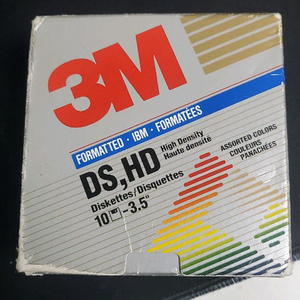 3M
FORMATTED - IBM - FORMATÉES
DS,HD
High Density
Haute densité
Diskettes/Disquettes
10 -3.5"
ASSORTED COLORS
COULEURS
PANACHÉES